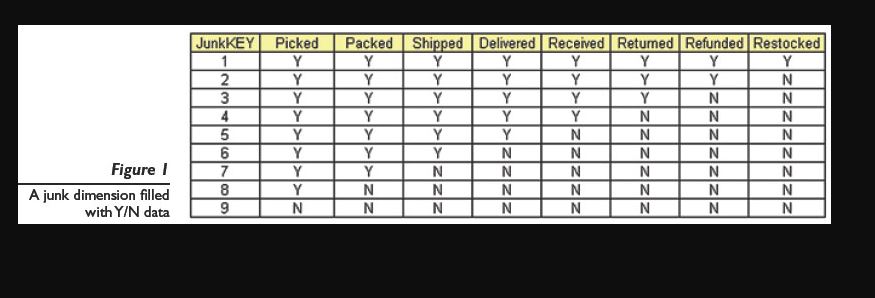 JunkKEY Picked Packed Shipped Delivered Received Returned Refunded Restocked
1 Y Y Y Y Y Y Y Y
2 Y Y Y Y Y Y Y N
3 Y Y Y Y Y Y N N
4 Y Y Y Y Y N N N
5 Y Y Y Y N N N N
6 Y Y Y N N N N N
7 Y Y N N N N N N
8 Y N N N N N N N
9 N N N N N N N N
Figure 1
A junk dimension filled
with Y/N data